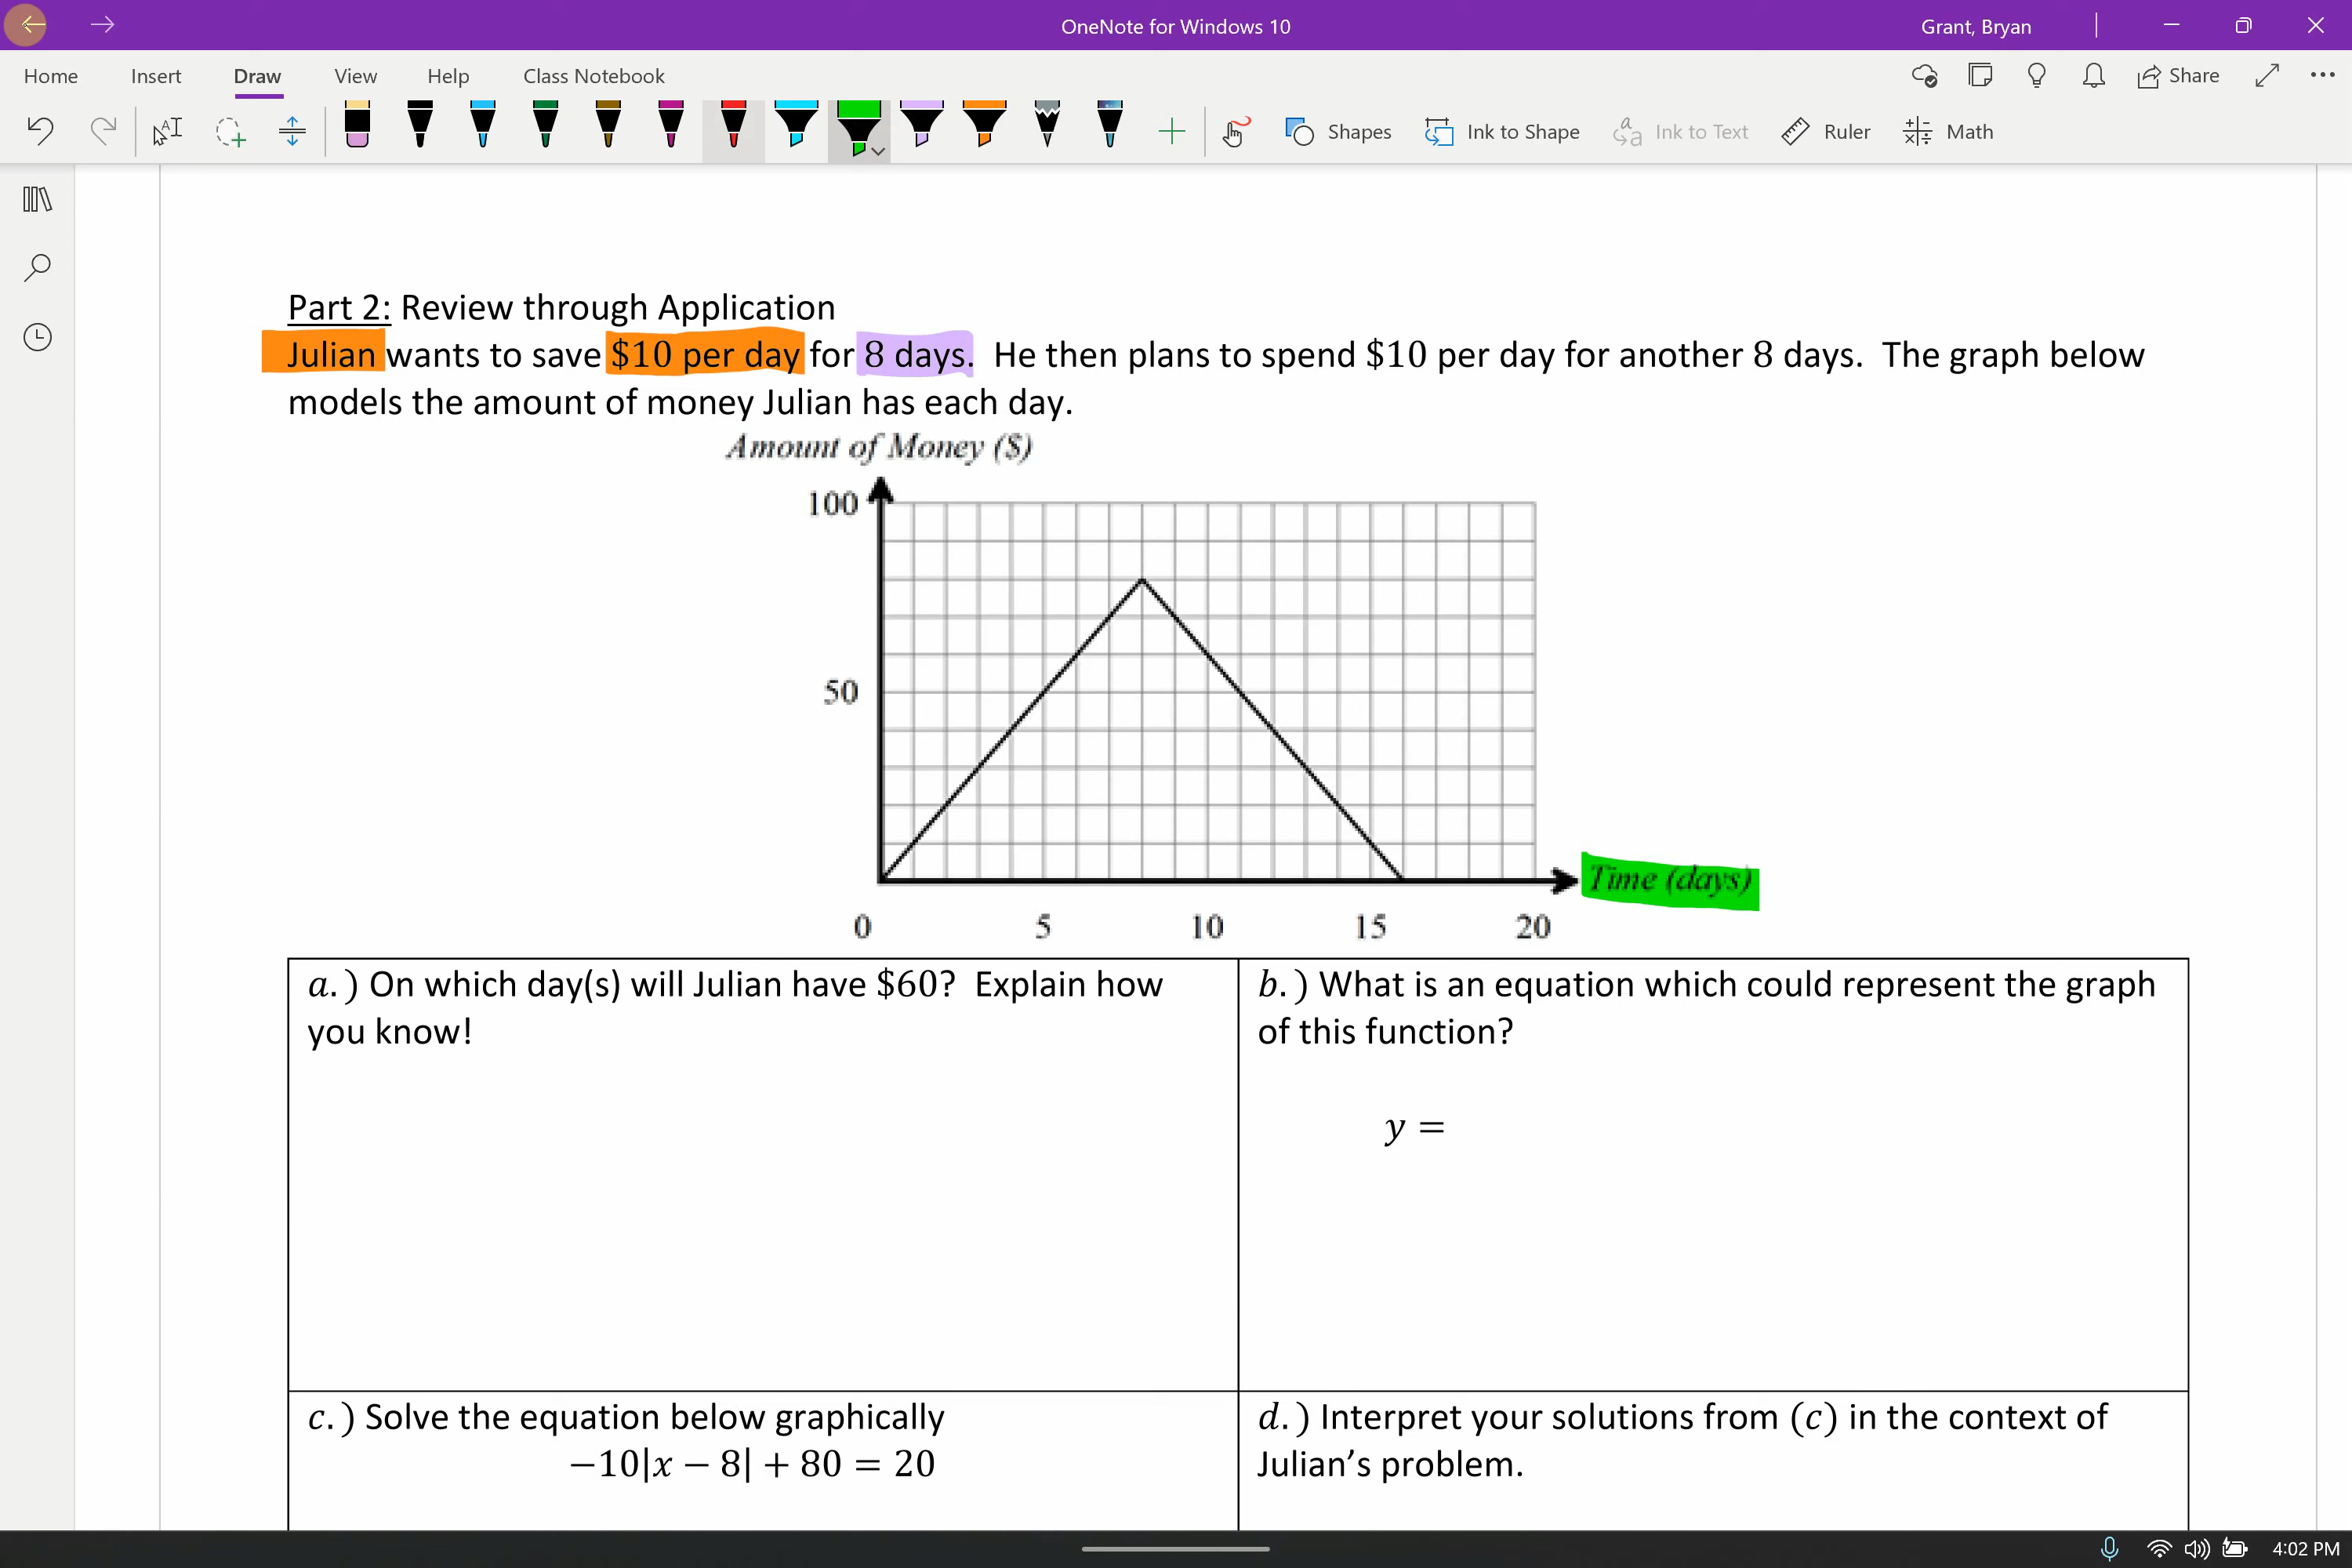 OneNote for Windows 10
Grant, Bryan
Home Insert Draw View Help Class Notebook Share
Shapes Ink to Shape Ink to Text Ruler Math
Part 2: Review through Application
Julian wants to save $10 per day for 8 days. He then plans to spend $10 per day for another 8 days. The graph below
models the amount of money Julian has each day.
Amount of Money ($)
100
50
Time (days)
0 5 10 15 20
a.) On which day(s) will Julian have $60? Explain how
you know!
b.) What is an equation which could represent the graph
of this function?
y =
c.) Solve the equation below graphically
−10|x − 8| + 80 = 20
d.) Interpret your solutions from (c) in the context of
Julian’s problem.
4:02 PM